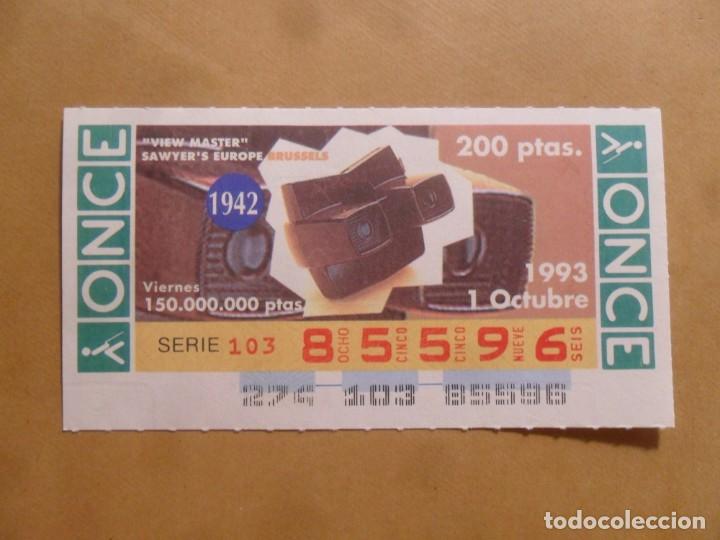 ONCE
"VIEW MASTER"
SAWYER'S EUROPE BRUSSELS
1942
200 ptas.
Viernes
150.000.000 ptas.
1993
1 Octubre
ONCE
SERIE 103 8 OCHO 5 CINCO 5 CINCO 9 NUEVE 6 SEIS
274 103 85596
todocoleccion.net